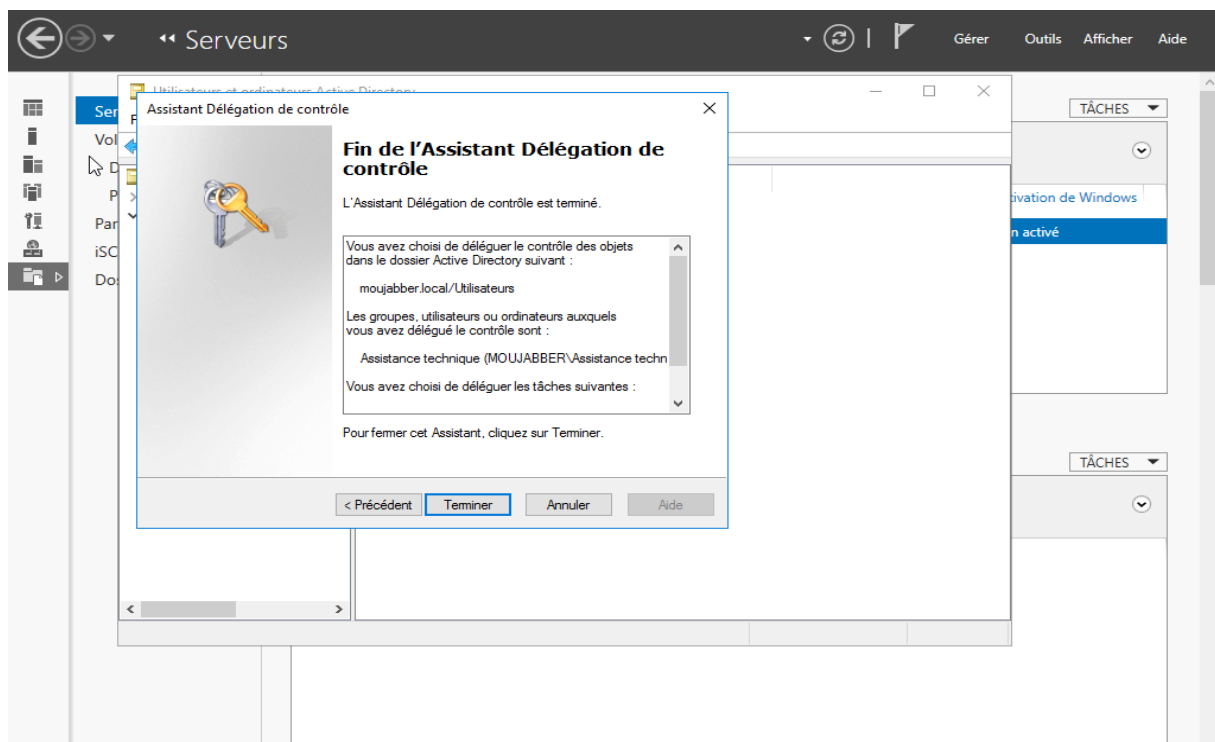 Serveurs
Gérer Outils Afficher Aide
Utilisateurs et ordinateurs Active Directory
Assistant Délégation de contrôle
Ser
F
TÂCHES
Vol
D
P
Par
iSC
Dos
Fin de l’Assistant Délégation de
contrôle
L’Assistant Délégation de contrôle est terminé.
Vous avez choisi de déléguer le contrôle des objets
dans le dossier Active Directory suivant :
moujabber.local/Utilisateurs
Les groupes, utilisateurs ou ordinateurs auxquels
vous avez délégué le contrôle sont :
Assistance technique (MOUJABBER\Assistance techn
Vous avez choisi de déléguer les tâches suivantes :
Pour fermer cet Assistant, cliquez sur Terminer.
< Précédent Terminer Annuler Aide
ivation de Windows
n activé
TÂCHES